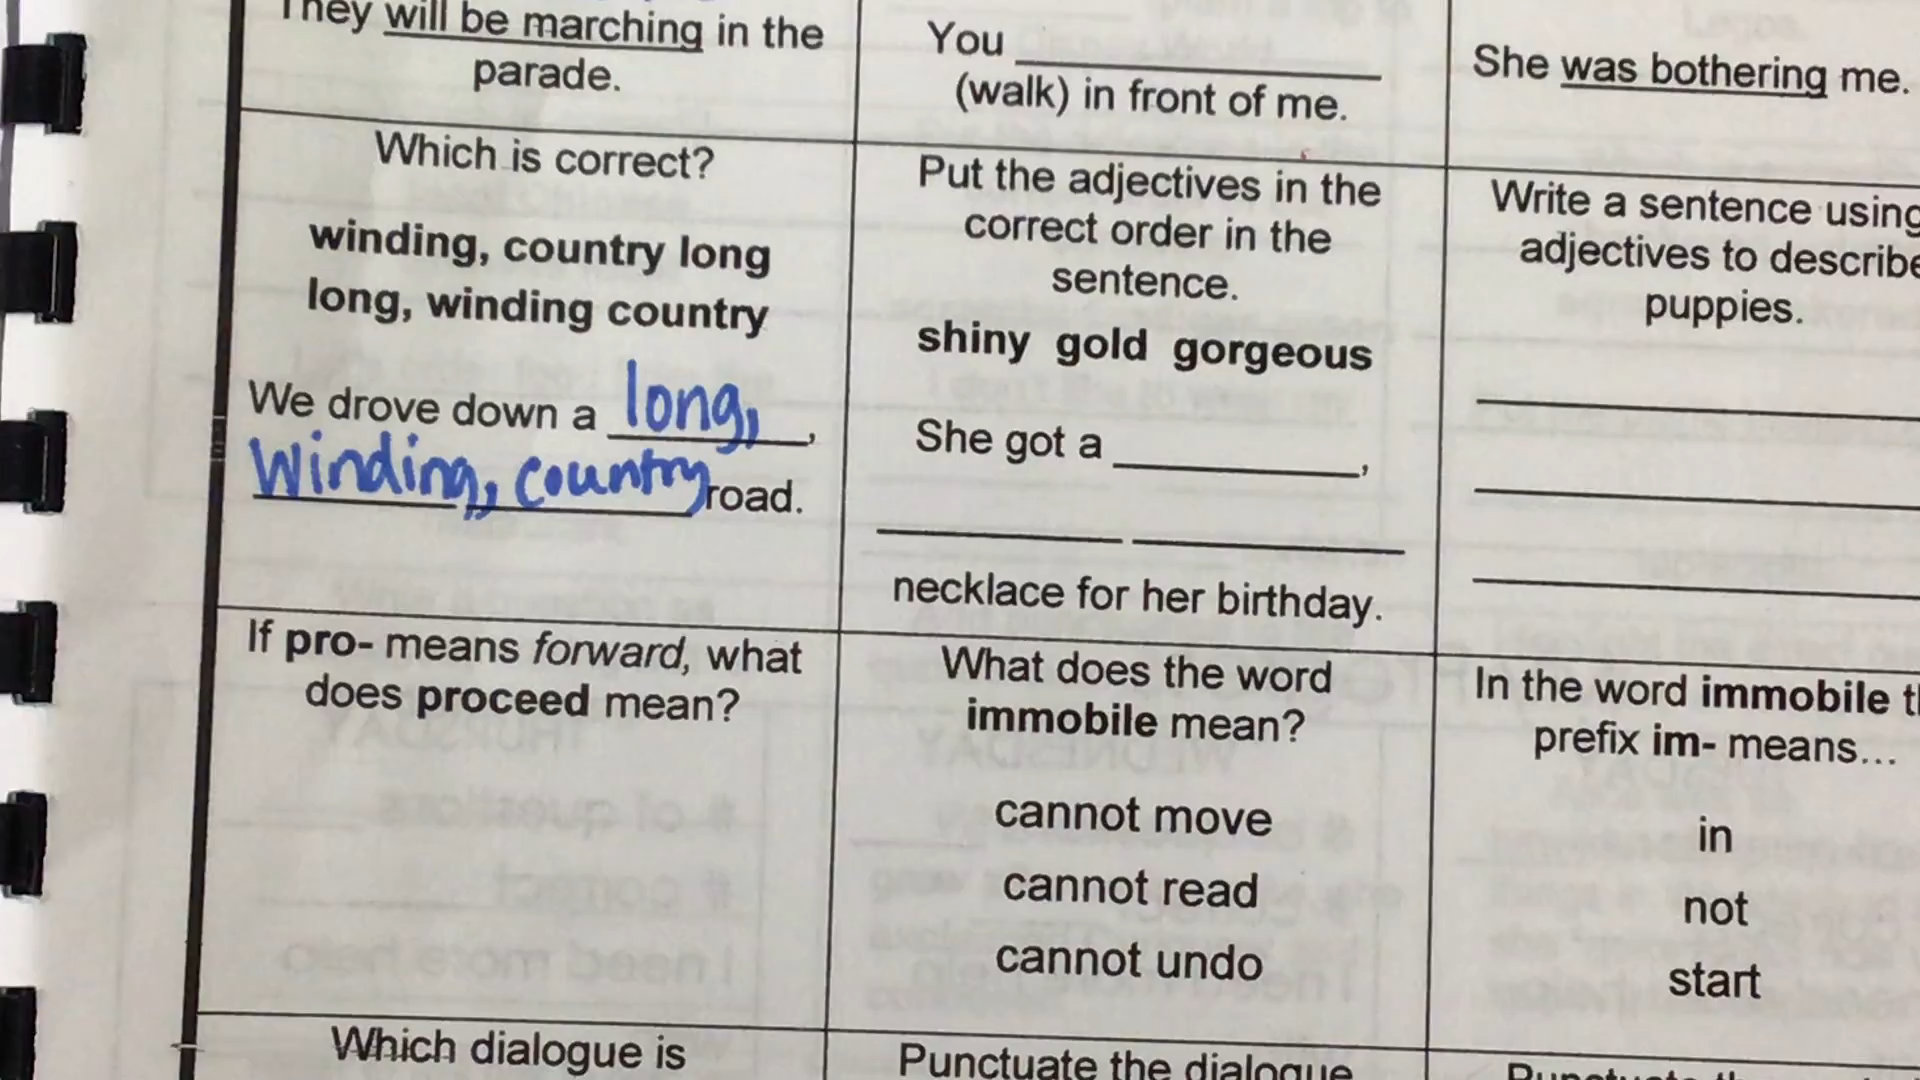 They will be marching in the
parade.
You
(walk) in front of me.
She was bothering me.
Which is correct?
winding, country long
long, winding country
We drove down a long, ,
Winding, country road.
Put the adjectives in the
correct order in the
sentence.
shiny gold gorgeous
She got a ,
necklace for her birthday.
Write a sentence using
adjectives to describe
puppies.
If pro- means forward, what
does proceed mean?
What does the word
immobile mean?
cannot move
cannot read
cannot undo
In the word immobile
prefix im- means...
in
not
start
Which dialogue is
Punctuate the dialogue